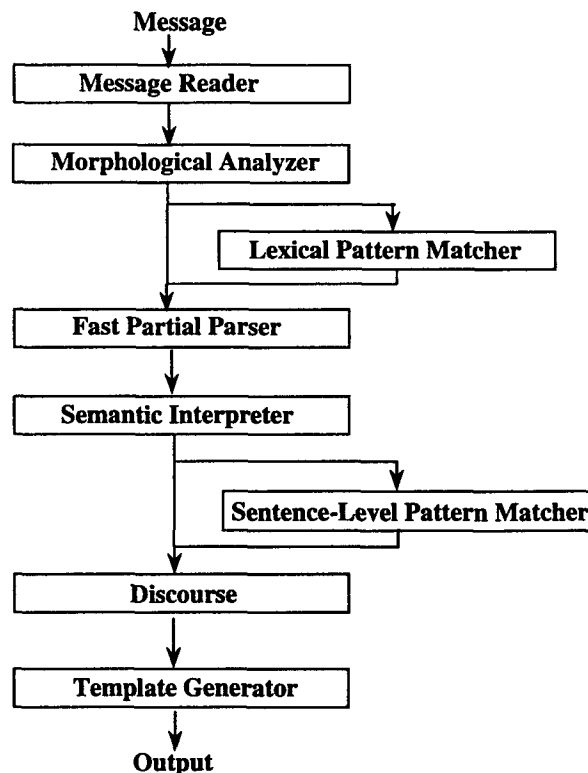 Message
Message Reader
Morphological Analyzer
Lexical Pattern Matcher
Fast Partial Parser
Semantic Interpreter
Sentence-Level Pattern Matcher
Discourse
Template Generator
Output